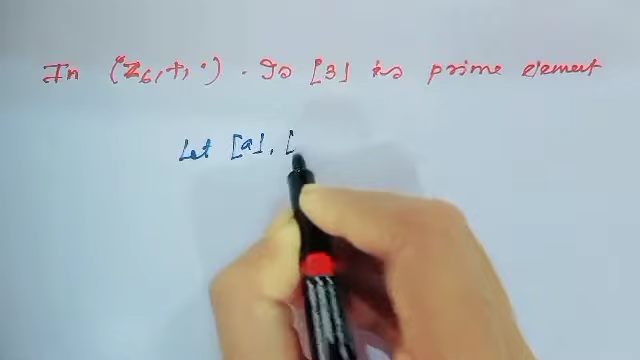 In (Z6,+,·). Is [3] is prime element
Let [a], [